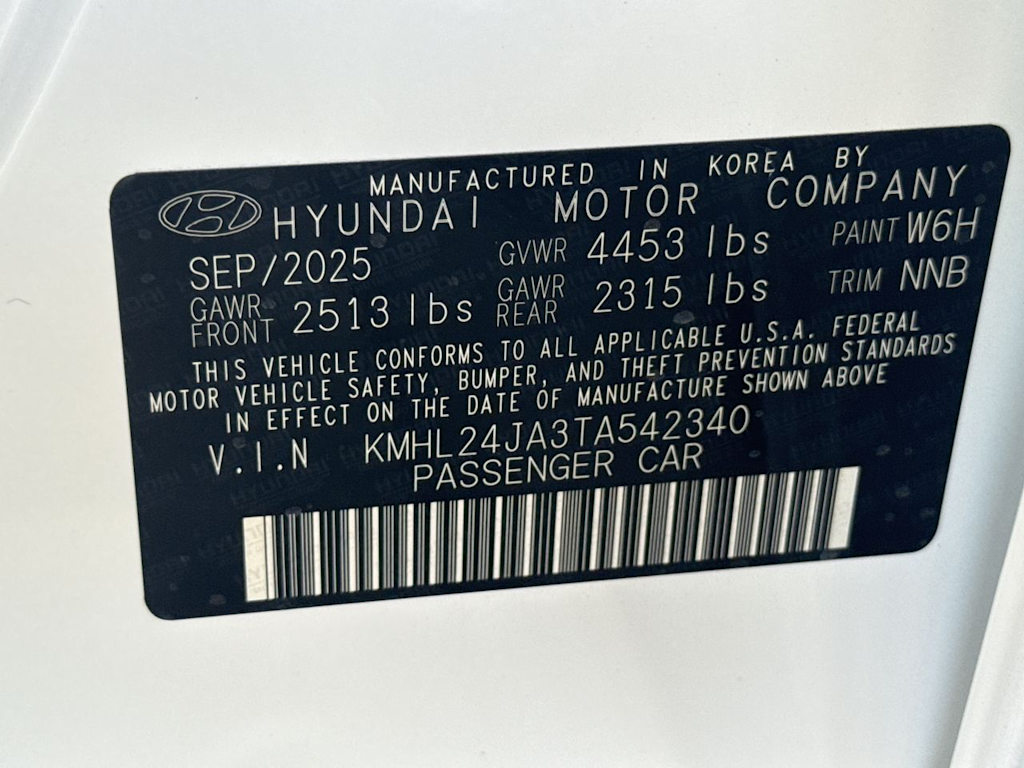 MANUFACTURED IN KOREA BY
HYUNDAI MOTOR COMPANY
SEP/2025 GVWR 4453 lbs PAINT W6H
GAWR FRONT 2513 lbs GAWR REAR 2315 lbs TRIM NNB
THIS VEHICLE CONFORMS TO ALL APPLICABLE U.S.A. FEDERAL
MOTOR VEHICLE SAFETY, BUMPER, AND THEFT PREVENTION STANDARDS
IN EFFECT ON THE DATE OF MANUFACTURE SHOWN ABOVE
V.I.N KMHL24JA3TA542340
PASSENGER CAR